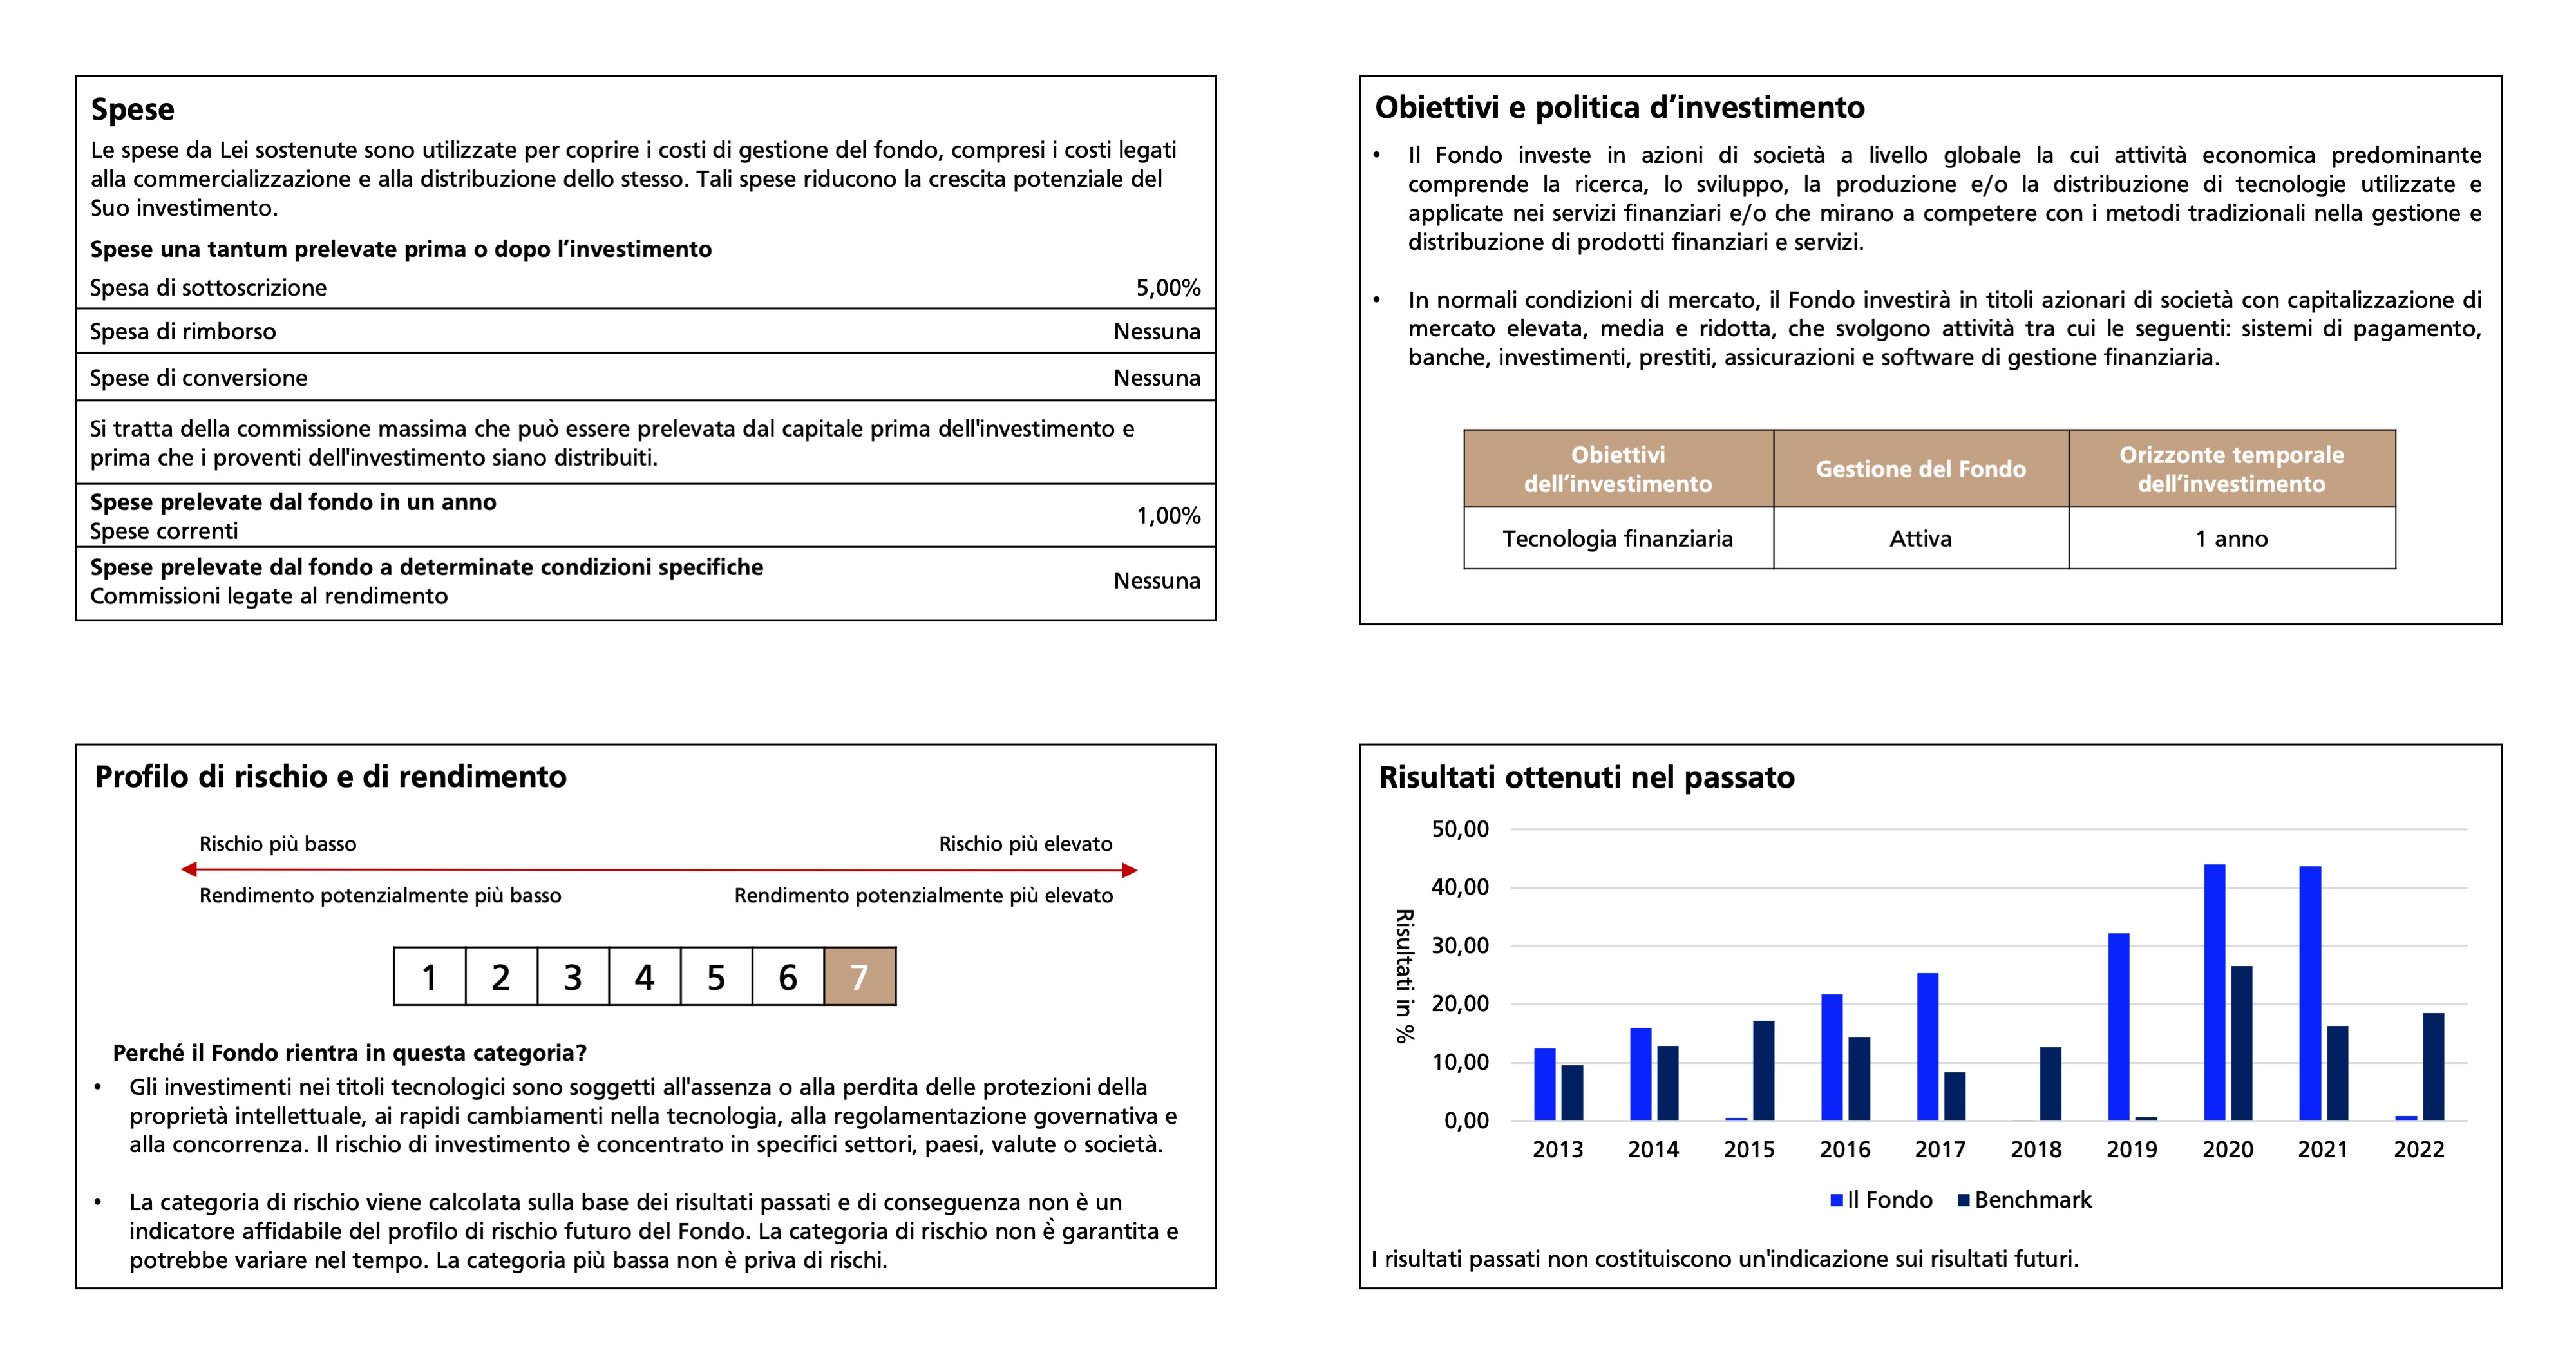 Spese
Le spese da Lei sostenute sono utilizzate per coprire i costi di gestione del fondo, compresi i costi legati
alla commercializzazione e alla distribuzione dello stesso. Tali spese riducono la crescita potenziale del
Suo investimento.
Spese una tantum prelevate prima o dopo l’investimento
Spesa di sottoscrizione 5,00%
Spesa di rimborso Nessuna
Spese di conversione Nessuna
Si tratta della commissione massima che può essere prelevata dal capitale prima dell'investimento e
prima che i proventi dell'investimento siano distribuiti.
Spese prelevate dal fondo in un anno
Spese correnti
1,00%
Spese prelevate dal fondo a determinate condizioni specifiche
Commissioni legate al rendimento
Nessuna
Obiettivi e politica d’investimento
• Il Fondo investe in azioni di società a livello globale la cui attività economica predominante
comprende la ricerca, lo sviluppo, la produzione e/o la distribuzione di tecnologie utilizzate e
applicate nei servizi finanziari e/o che mirano a competere con i metodi tradizionali nella gestione e
distribuzione di prodotti finanziari e servizi.
• In normali condizioni di mercato, il Fondo investirà in titoli azionari di società con capitalizzazione di
mercato elevata, media e ridotta, che svolgono attività tra cui le seguenti: sistemi di pagamento,
banche, investimenti, prestiti, assicurazioni e software di gestione finanziaria.
Obiettivi
dell’investimento
Gestione del Fondo
Orizzonte temporale
dell’investimento
Tecnologia finanziaria Attiva 1 anno
Profilo di rischio e di rendimento
Rischio più basso Rischio più elevato
Rendimento potenzialmente più basso Rendimento potenzialmente più elevato
1 2 3 4 5 6 7
Perché il Fondo rientra in questa categoria?
• Gli investimenti nei titoli tecnologici sono soggetti all'assenza o alla perdita delle protezioni della
proprietà intellettuale, ai rapidi cambiamenti nella tecnologia, alla regolamentazione governativa e
alla concorrenza. Il rischio di investimento è concentrato in specifici settori, paesi, valute o società.
• La categoria di rischio viene calcolata sulla base dei risultati passati e di conseguenza non è un
indicatore affidabile del profilo di rischio futuro del Fondo. La categoria di rischio non è garantita e
potrebbe variare nel tempo. La categoria più bassa non è priva di rischi.
Risultati ottenuti nel passato
Risultati in %
50,00
40,00
30,00
20,00
10,00
0,00
2013 2014 2015 2016 2017 2018 2019 2020 2021 2022
Il Fondo Benchmark
I risultati passati non costituiscono un'indicazione sui risultati futuri.